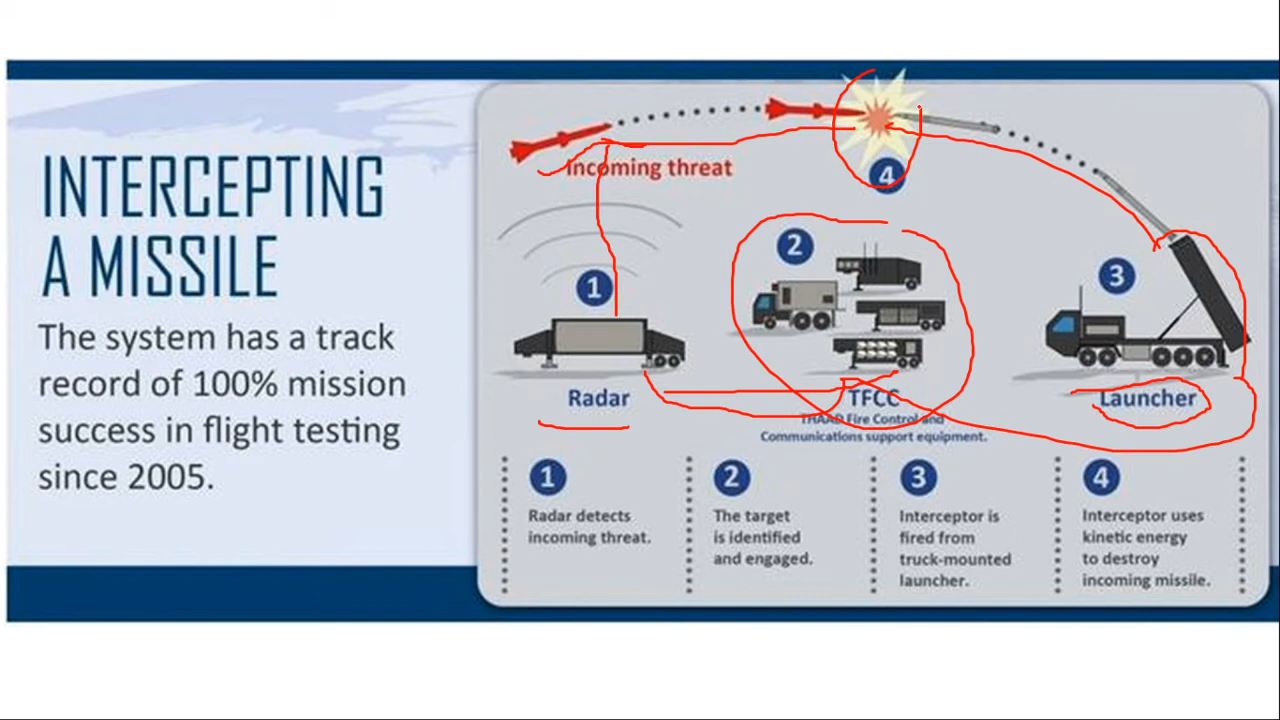 INTERCEPTING
A MISSILE
The system has a track
record of 100% mission
success in flight testing
since 2005.
Incoming threat
4
2
1
3
Radar
TFCC
Launcher
THAAD Fire Control and
Communications support equipment.
1
Radar detects
incoming threat.
2
The target
is identified
and engaged.
3
Interceptor is
fired from
truck-mounted
launcher.
4
Interceptor uses
kinetic energy
to destroy
incoming missile.